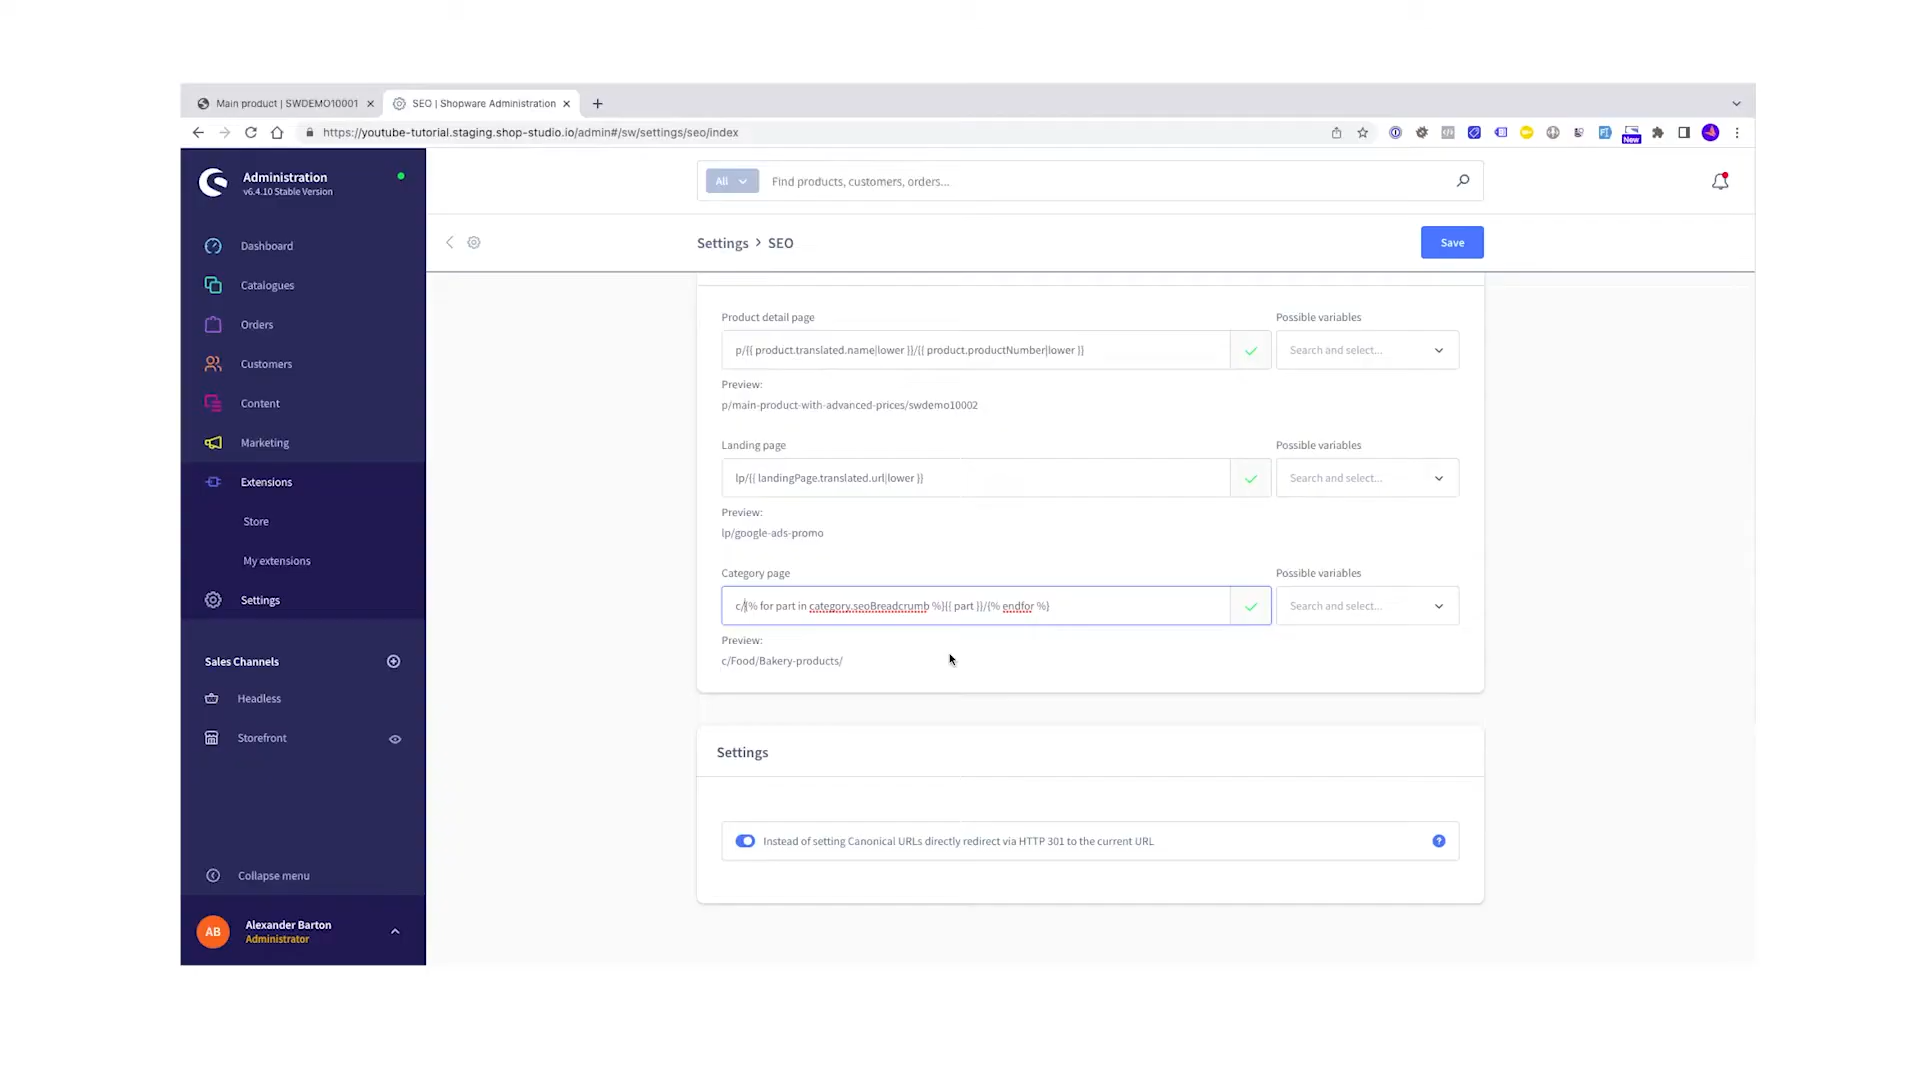 Main product | SWDEMO10001
SEO | Shopware Administration
https://youtube-tutorial.staging.shop-studio.io/admin#/sw/settings/seo/index
New
Administration
v6.4.10 Stable Version
All
Find products, customers, orders...
Dashboard
Catalogues
Orders
Customers
Content
Marketing
Extensions
Store
My extensions
Settings
Sales Channels
Headless
Storefront
Collapse menu
AB
Alexander Barton
Administrator
Settings > SEO
Save
Product detail page
Possible variables
p/{{ product.translated.name|lower }}/{{ product.productNumber|lower }}
Search and select...
Preview:
p/main-product-with-advanced-prices/swdemo10002
Landing page
Possible variables
lp/{{ landingPage.translated.url|lower }}
Search and select...
Preview:
lp/google-ads-promo
Category page
Possible variables
c/{% for part in category.seoBreadcrumb %}{{ part }}/{% endfor %}
Search and select...
Preview:
c/Food/Bakery-products/
Settings
Instead of setting Canonical URLs directly redirect via HTTP 301 to the current URL
?